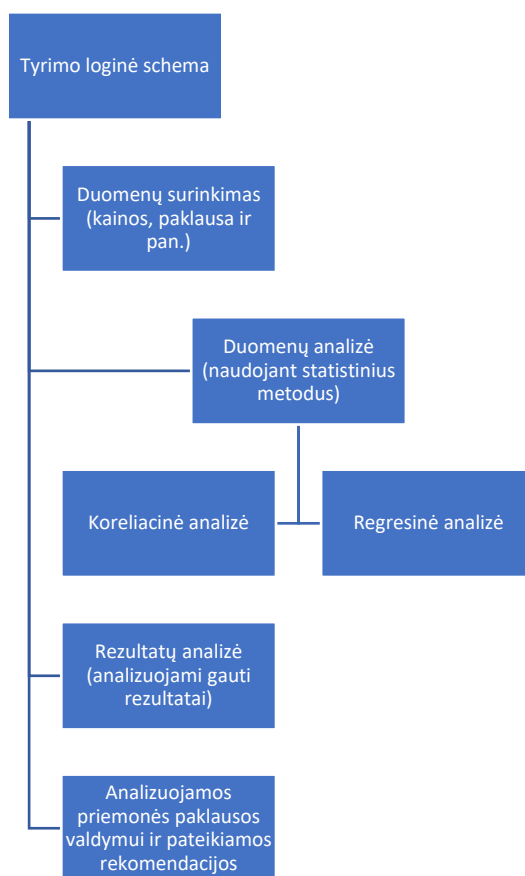 Tyrimo loginė schema
Duomenų surinkimas
(kainos, paklausa ir
pan.)
Duomenų analizė
(naudojant statistinius
metodus)
Koreliacinė analizė
Regresinė analizė
Rezultatų analizė
(analizuojami gauti
rezultatai)
Analizuojamos
priemonės paklausos
valdymui ir pateikiamos
rekomendacijos